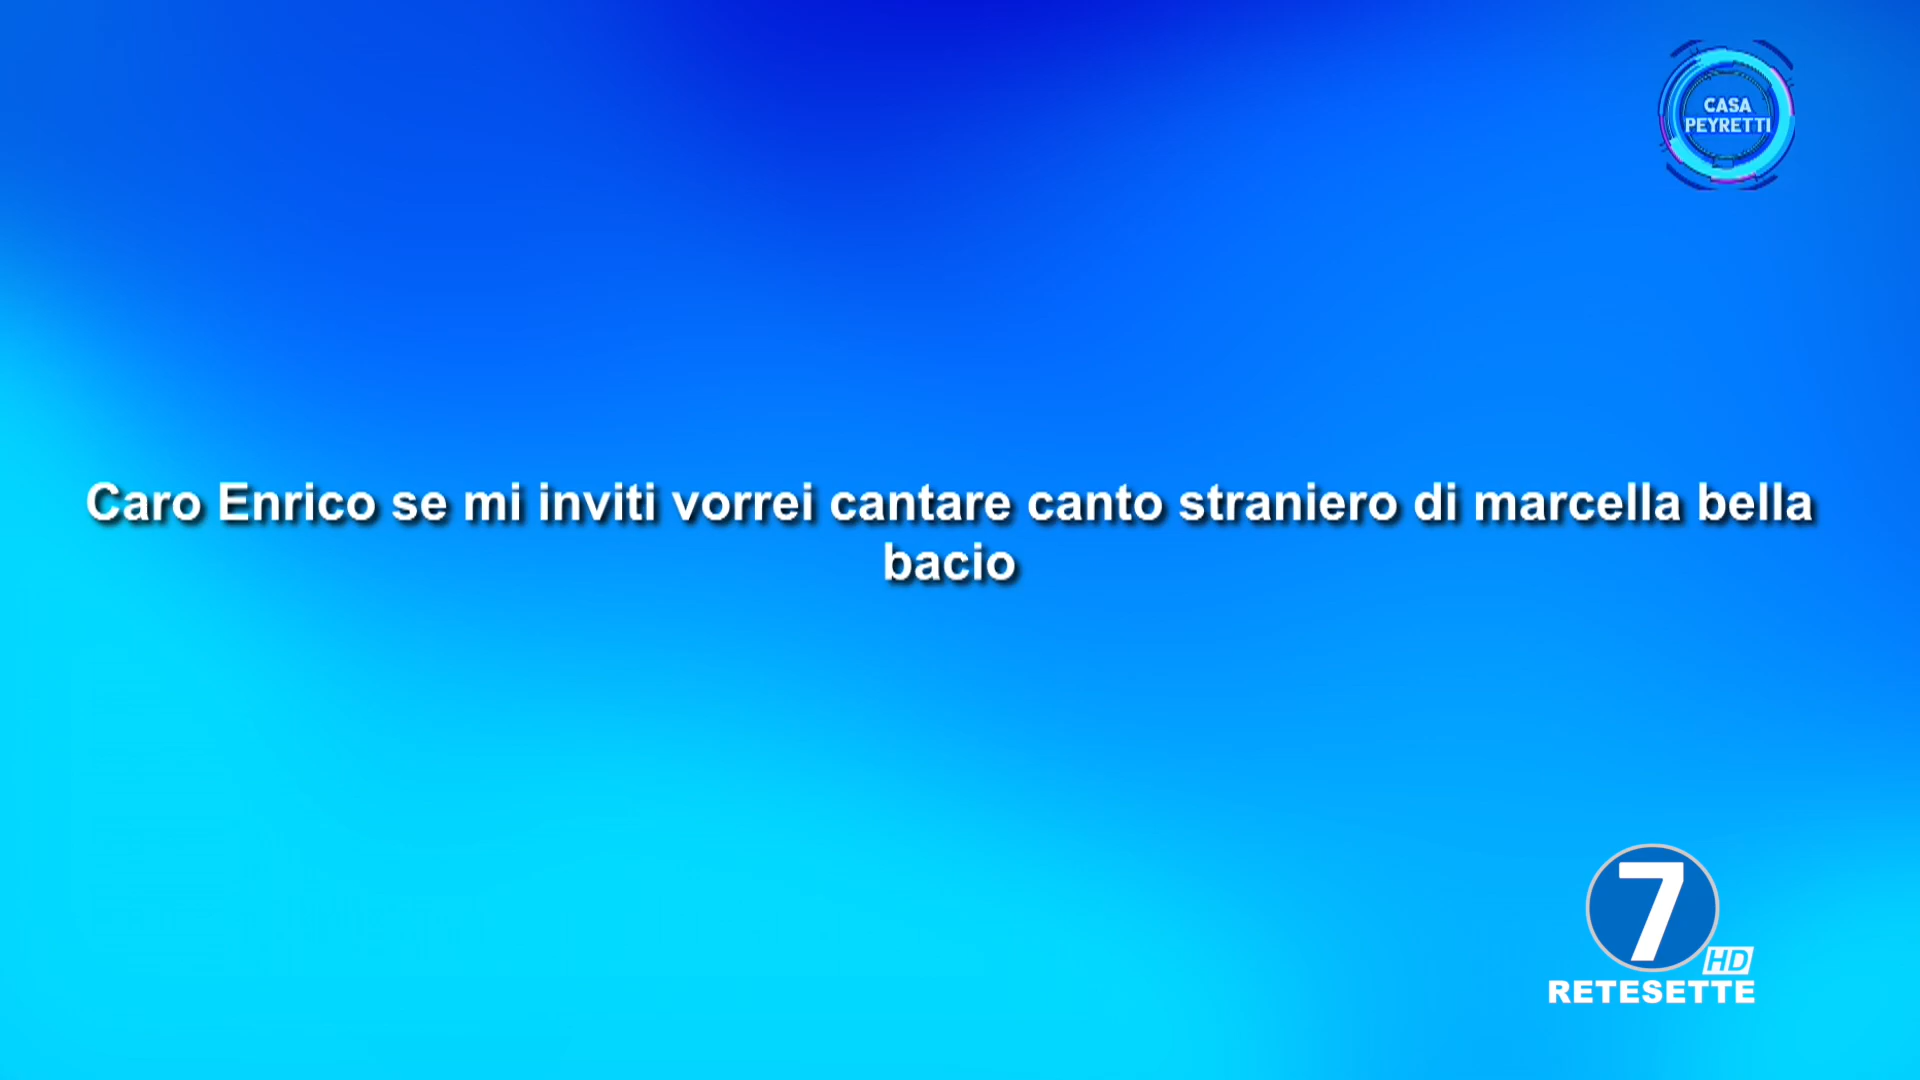 CASA
PEYRETTI
Caro Enrico se mi inviti vorrei cantare canto straniero di marcella bella
bacio
7
HD
RETESETTE